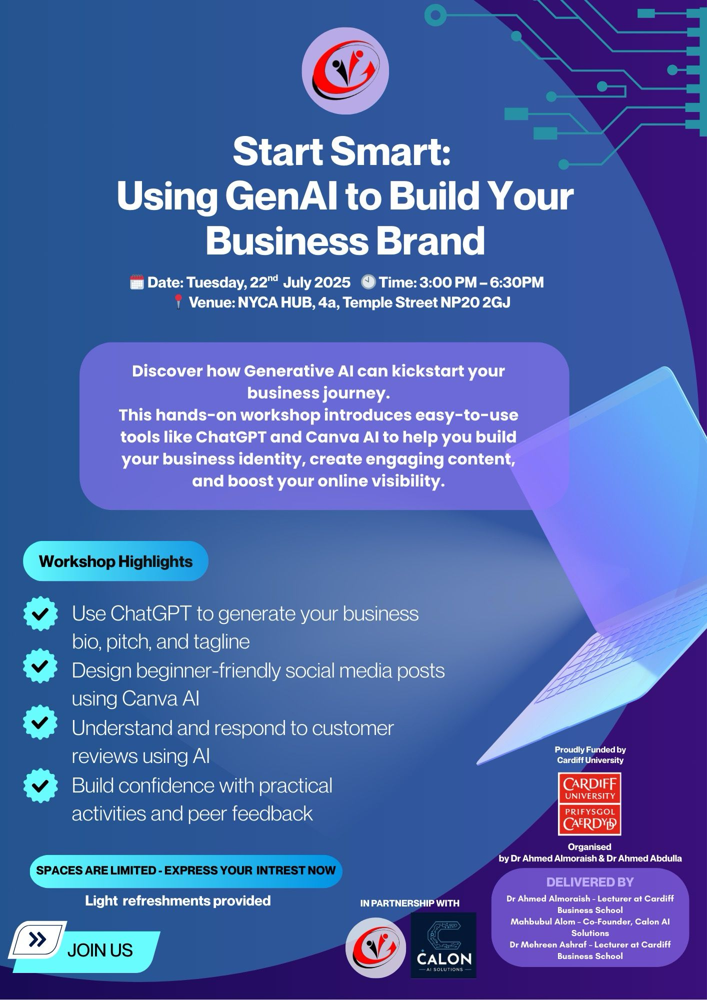 Start Smart:
Using GenAI to Build Your
Business Brand
Date: Tuesday, 22nd July 2025 Time: 3:00 PM – 6:30PM
Venue: NYCA HUB, 4a, Temple Street NP20 2GJ
Discover how Generative AI can kickstart your
business journey.
This hands-on workshop introduces easy-to-use
tools like ChatGPT and Canva AI to help you build
your business identity, create engaging content,
and boost your online visibility.
Workshop Highlights
Use ChatGPT to generate your business
bio, pitch, and tagline
Design beginner-friendly social media posts
using Canva AI
Understand and respond to customer
reviews using AI
Build confidence with practical
activities and peer feedback
SPACES ARE LIMITED - EXPRESS YOUR INTREST NOW
Light refreshments provided
JOIN US
IN PARTNERSHIP WITH
CALON
AI SOLUTIONS
Proudly Funded by
Cardiff University
CARDIFF
UNIVERSITY
PRIFYSGOL
CAERDYDD
Organised
by Dr Ahmed Almoraish & Dr Ahmed Abdulla
DELIVERED BY
Dr Ahmed Almoraish - Lecturer at Cardiff
Business School
Mahbubul Alom - Co-Founder, Calon AI
Solutions
Dr Mehreen Ashraf - Lecturer at Cardiff
Business School